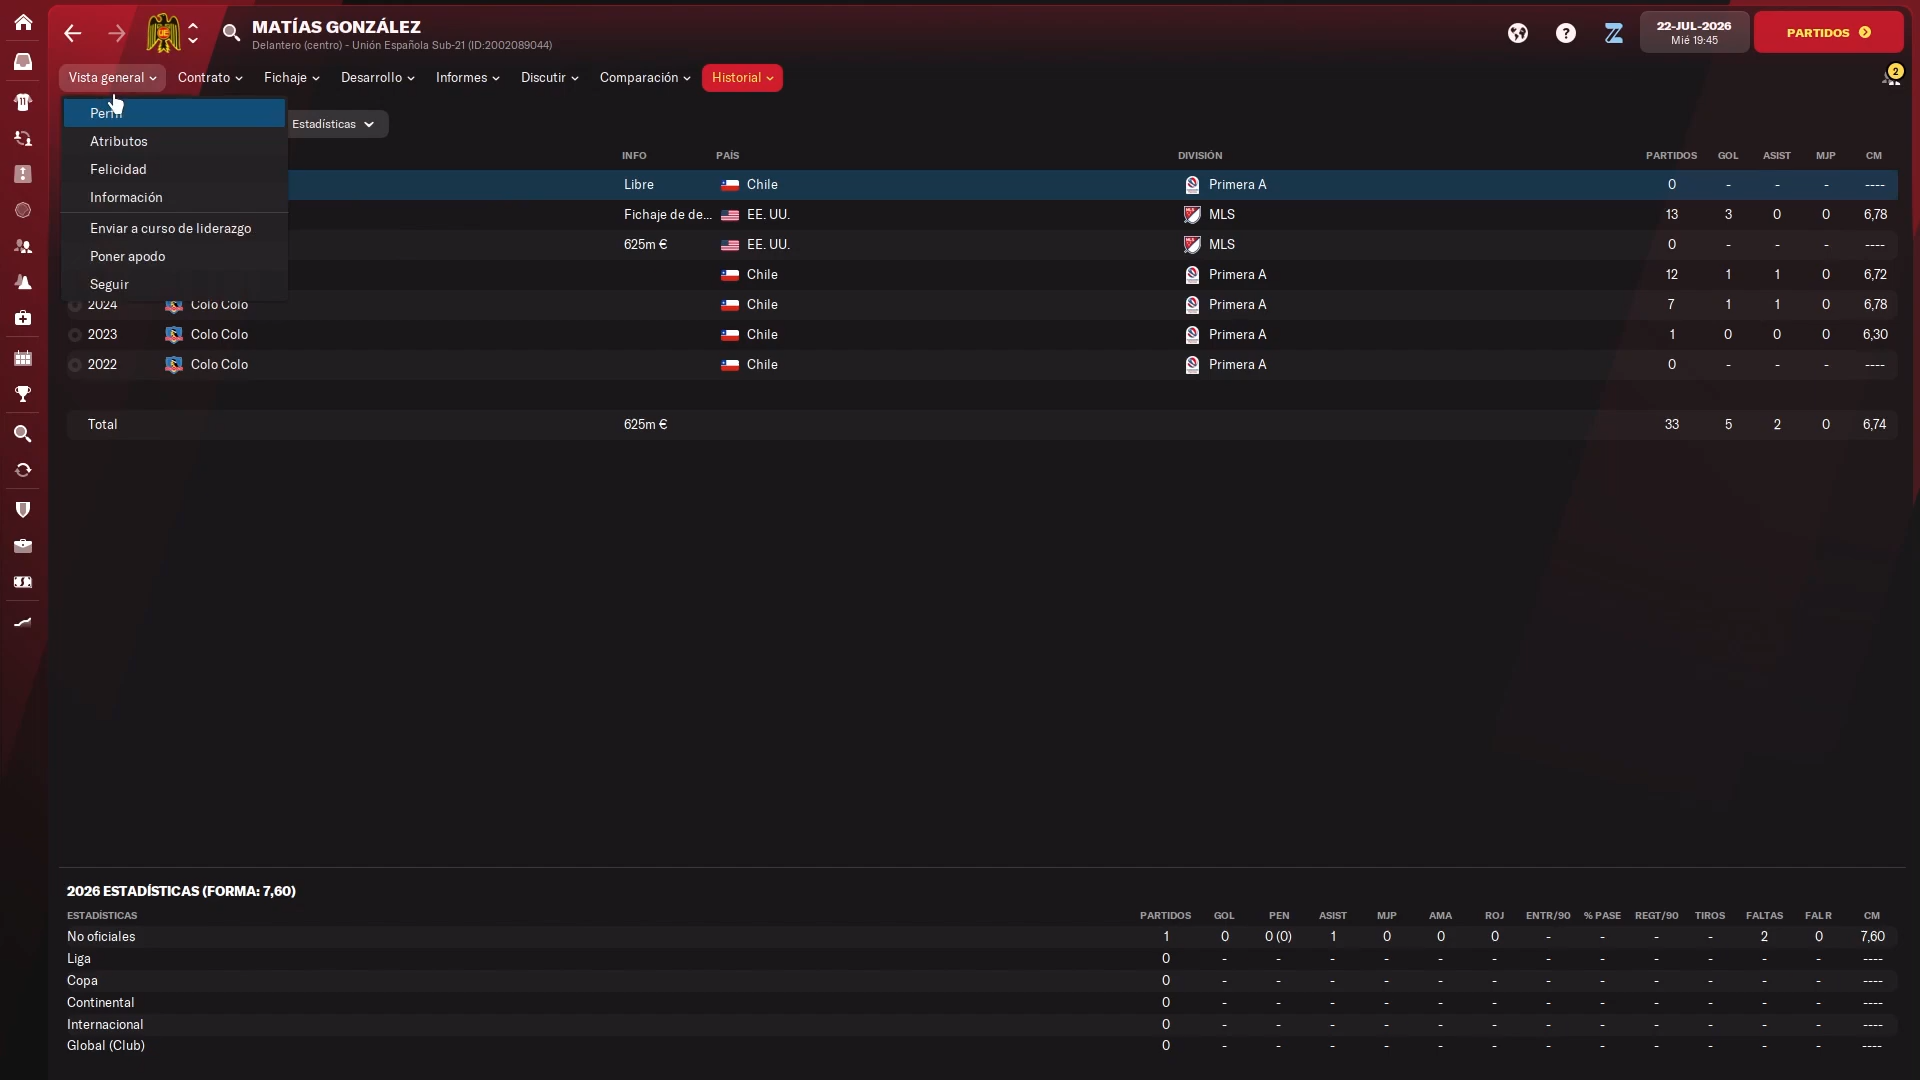 MATÍAS GONZÁLEZ
Delantero (centro) - Unión Española Sub-21 (ID:2002089044)
22-JUL-2026
Mié 19:45
PARTIDOS
Vista general Contrato Fichaje Desarrollo Informes Discutir Comparación Historial
2
Perfil
Atributos
Felicidad
Información
Enviar a curso de liderazgo
Poner apodo
Seguir
Estadísticas
INFO PAÍS DIVISIÓN PARTIDOS GOL ASIST MJP CM
Libre Chile Primera A 0 - - - ----
Fichaje de de... EE. UU. MLS 13 3 0 0 6,78
625m € EE. UU. MLS 0 - - - ----
Chile Primera A 12 1 1 0 6,72
2024 Colo Colo Chile Primera A 7 1 1 0 6,78
2023 Colo Colo Chile Primera A 1 0 0 0 6,30
2022 Colo Colo Chile Primera A 0 - - - ----
Total 625m € 33 5 2 0 6,74
2026 ESTADÍSTICAS (FORMA: 7,60)
ESTADÍSTICAS PARTIDOS GOL PEN ASIST MJP AMA ROJ ENTR/90 % PASE REGT/90 TIROS FALTAS FAL R CM
No oficiales 1 0 0 (0) 1 0 0 0 - - - - 2 0 7,60
Liga 0 - - - - - - - - - - - - ----
Copa 0 - - - - - - - - - - - - ----
Continental 0 - - - - - - - - - - - - ----
Internacional 0 - - - - - - - - - - - - ----
Global (Club) 0 - - - - - - - - - - - - ----